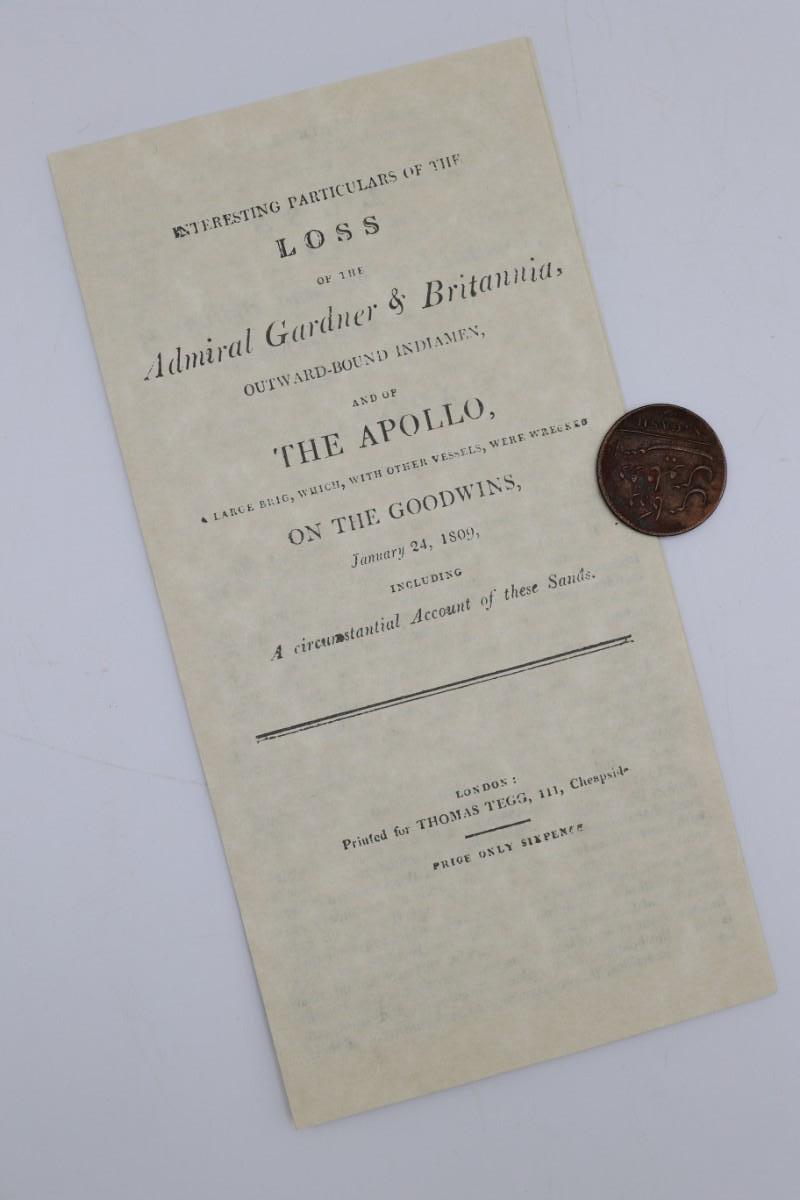 INTERESTING PARTICULARS OF THE
LOSS
OF THE
Admiral Gardner & Britannia,
OUTWARD-BOUND INDIAMEN,
AND OF
THE APOLLO,
A LARGE BRIG, WHICH, WITH OTHER VESSELS, WERE WRECKED
ON THE GOODWINS,
January 24, 1809,
INCLUDING
A circumstantial Account of these Sands.
LONDON:
Printed for THOMAS TEGG, 111, Cheapside
PRICE ONLY SIXPENCE